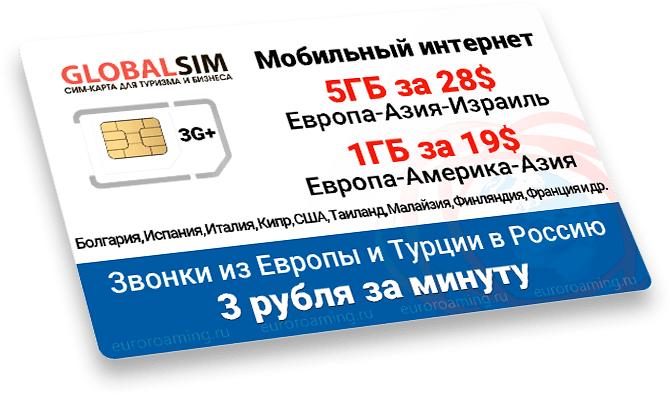 GLOBALSIM
СИМ-КАРТА ДЛЯ ТУРИЗМА И БИЗНЕСА
3G+
Мобильный интернет
5ГБ за 28$
Европа-Азия-Израиль
1ГБ за 19$
Европа-Америка-Азия
Болгария,Испания,Италия,Кипр,США,Таиланд,Малайзия,Финляндия,Франция и др.
Звонки из Европы и Турции в Россию
3 рубля за минуту
euroroaming.ru
euroroaming.ru
euroroaming.ru
euroroaming.ru